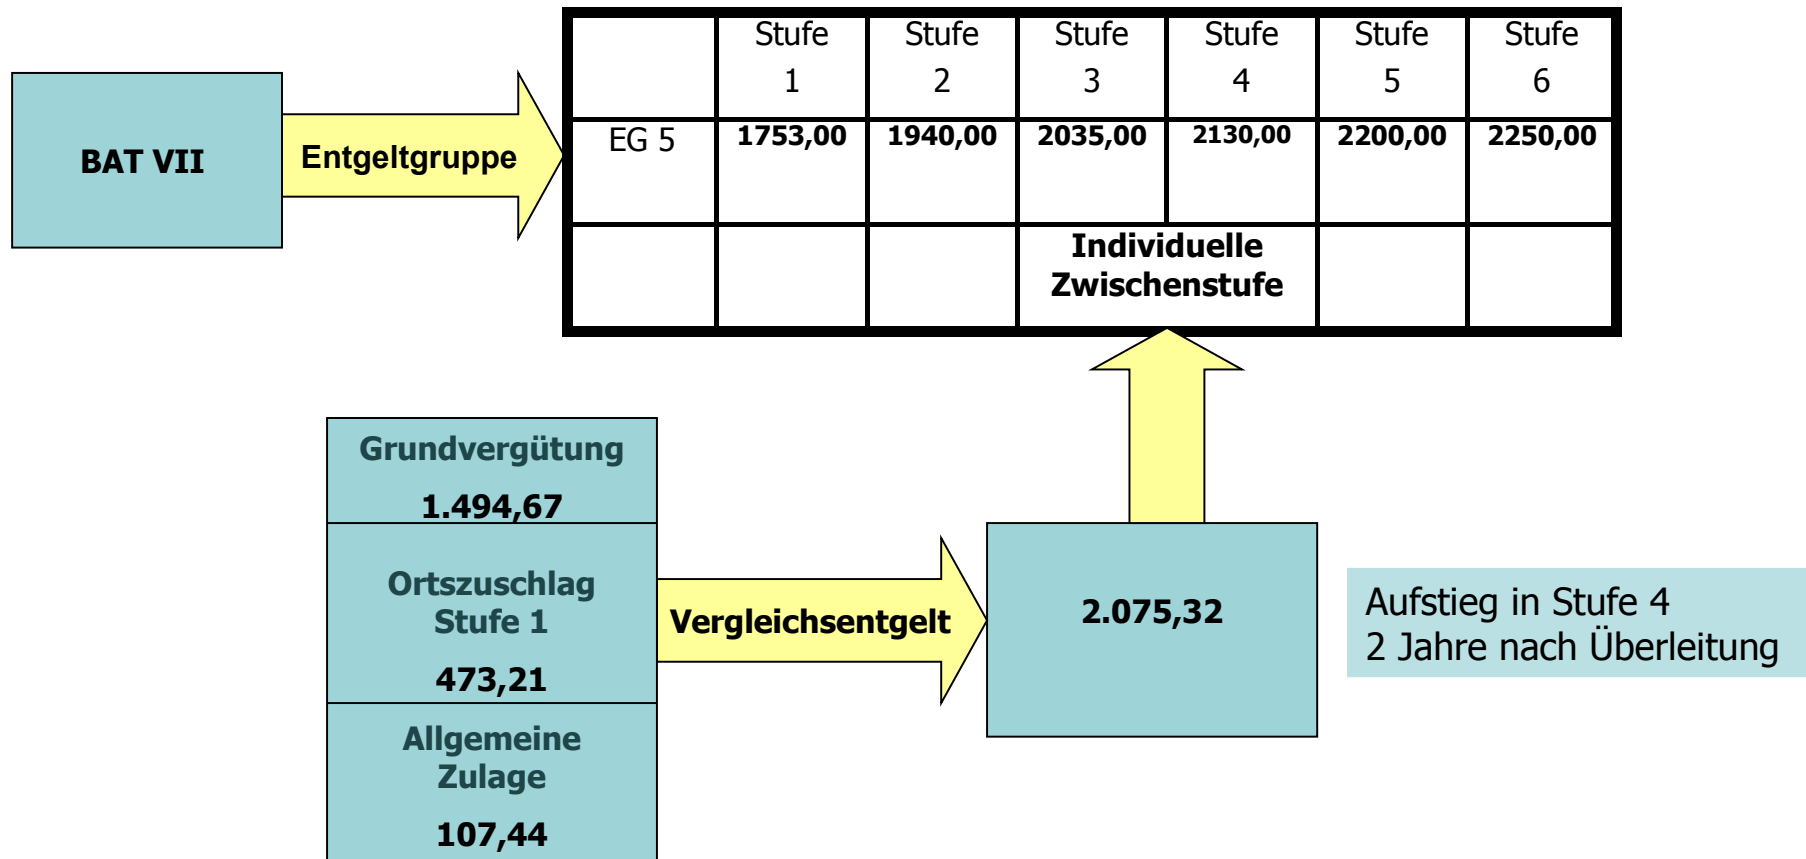 BAT VII
Entgeltgruppe
Stufe 1
Stufe 2
Stufe 3
Stufe 4
Stufe 5
Stufe 6
EG 5
1753,00
1940,00
2035,00
2130,00
2200,00
2250,00
Individuelle
Zwischenstufe
Grundvergütung
1.494,67
Ortszuschlag
Stufe 1
473,21
Allgemeine
Zulage
107,44
Vergleichsentgelt
2.075,32
Aufstieg in Stufe 4
2 Jahre nach Überleitung